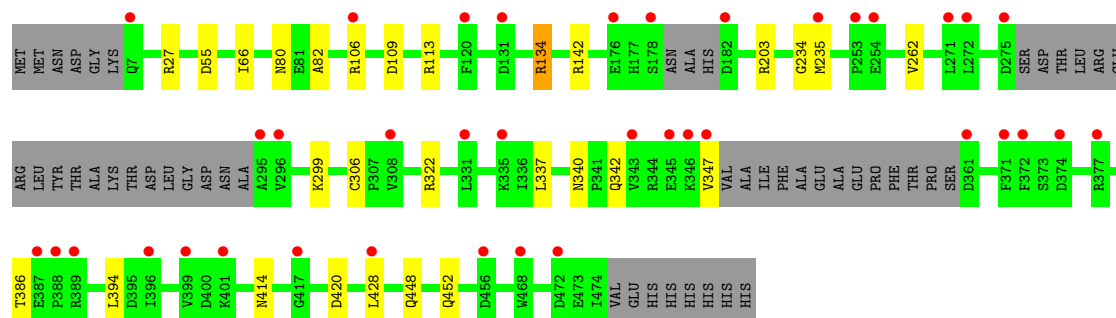 MET MET ASN ASP GLY LYS Q7 R27 D55 I66 N80 E81 A82 R106 D109 R113 F120 D131 R134 R142 E176 H177 S178 ASN ALA HIS D182 R203 G234 M235 P253 E254 V262 L271 L272 D275 SER ASP THR LEU ARG
ARG LEU TYR THR ALA LYS THR ASP LEU GLY ASP ASN ALA A295 V296 K299 C306 P307 V308 R322 L331 K335 I336 L337 N340 P341 Q342 V343 R344 E345 K346 V347 VAL ALA ILE PHE ALA GLU ALA GLU PRO PHE THR PRO SER D361 F371 F372 S373 D374 R377
T386 E387 P388 R389 L394 D395 I396 V399 D400 K401 N414 G417 D420 L428 Q448 Q452 D456 W468 D472 E473 I474 VAL GLU HIS HIS HIS HIS HIS HIS